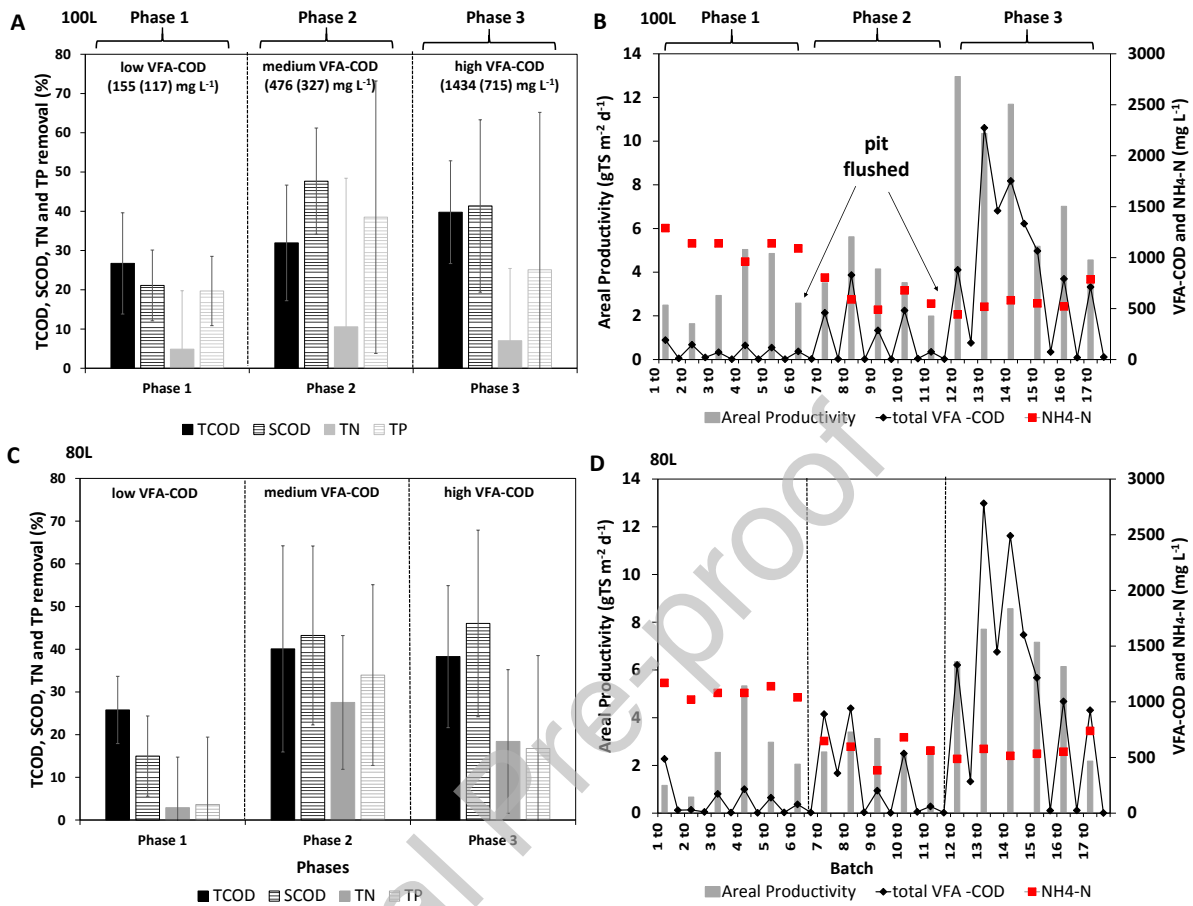 A
100L
Phase 1
Phase 2
Phase 3
TCOD, SCOD, TN and TP removal (%)
80
70
60
50
40
30
20
10
0
low VFA-COD
(155 (117) mg L⁻¹)
medium VFA-COD
(476 (327) mg L⁻¹)
high VFA-COD
(1434 (715) mg L⁻¹)
Phase 1
Phase 2
Phase 3
TCOD
SCOD
TN
TP
B
100L
Phase 1
Phase 2
Phase 3
Areal Productivity (gTS m⁻² d⁻¹)
14
12
10
8
6
4
2
0
pit
flushed
3000
2500
2000
1500
1000
500
0
VFA-COD and NH₄-N (mg L⁻¹)
1 t0
2 t0
3 t0
4 t0
5 t0
6 t0
7 t0
8 t0
9 t0
10 t0
11 t0
12 t0
13 t0
14 t0
15 t0
16 t0
17 t0
Areal Productivity
total VFA -COD
NH4-N
C
80L
TCOD, SCOD, TN and TP removal (%)
80
70
60
50
40
30
20
10
0
low VFA-COD
medium VFA-COD
high VFA-COD
Phase 1
Phase 2
Phase 3
Phases
TCOD
SCOD
TN
TP
D
80L
Areal Productivity (gTS m⁻² d⁻¹)
14
12
10
8
6
4
2
0
3000
2500
2000
1500
1000
500
0
VFA-COD and NH₄-N (mg L⁻¹)
1 t0
2 t0
3 t0
4 t0
5 t0
6 t0
7 t0
8 t0
9 t0
10 t0
11 t0
12 t0
13 t0
14 t0
15 t0
16 t0
17 t0
Batch
Areal Productivity
total VFA -COD
NH4-N
al Pre-proof